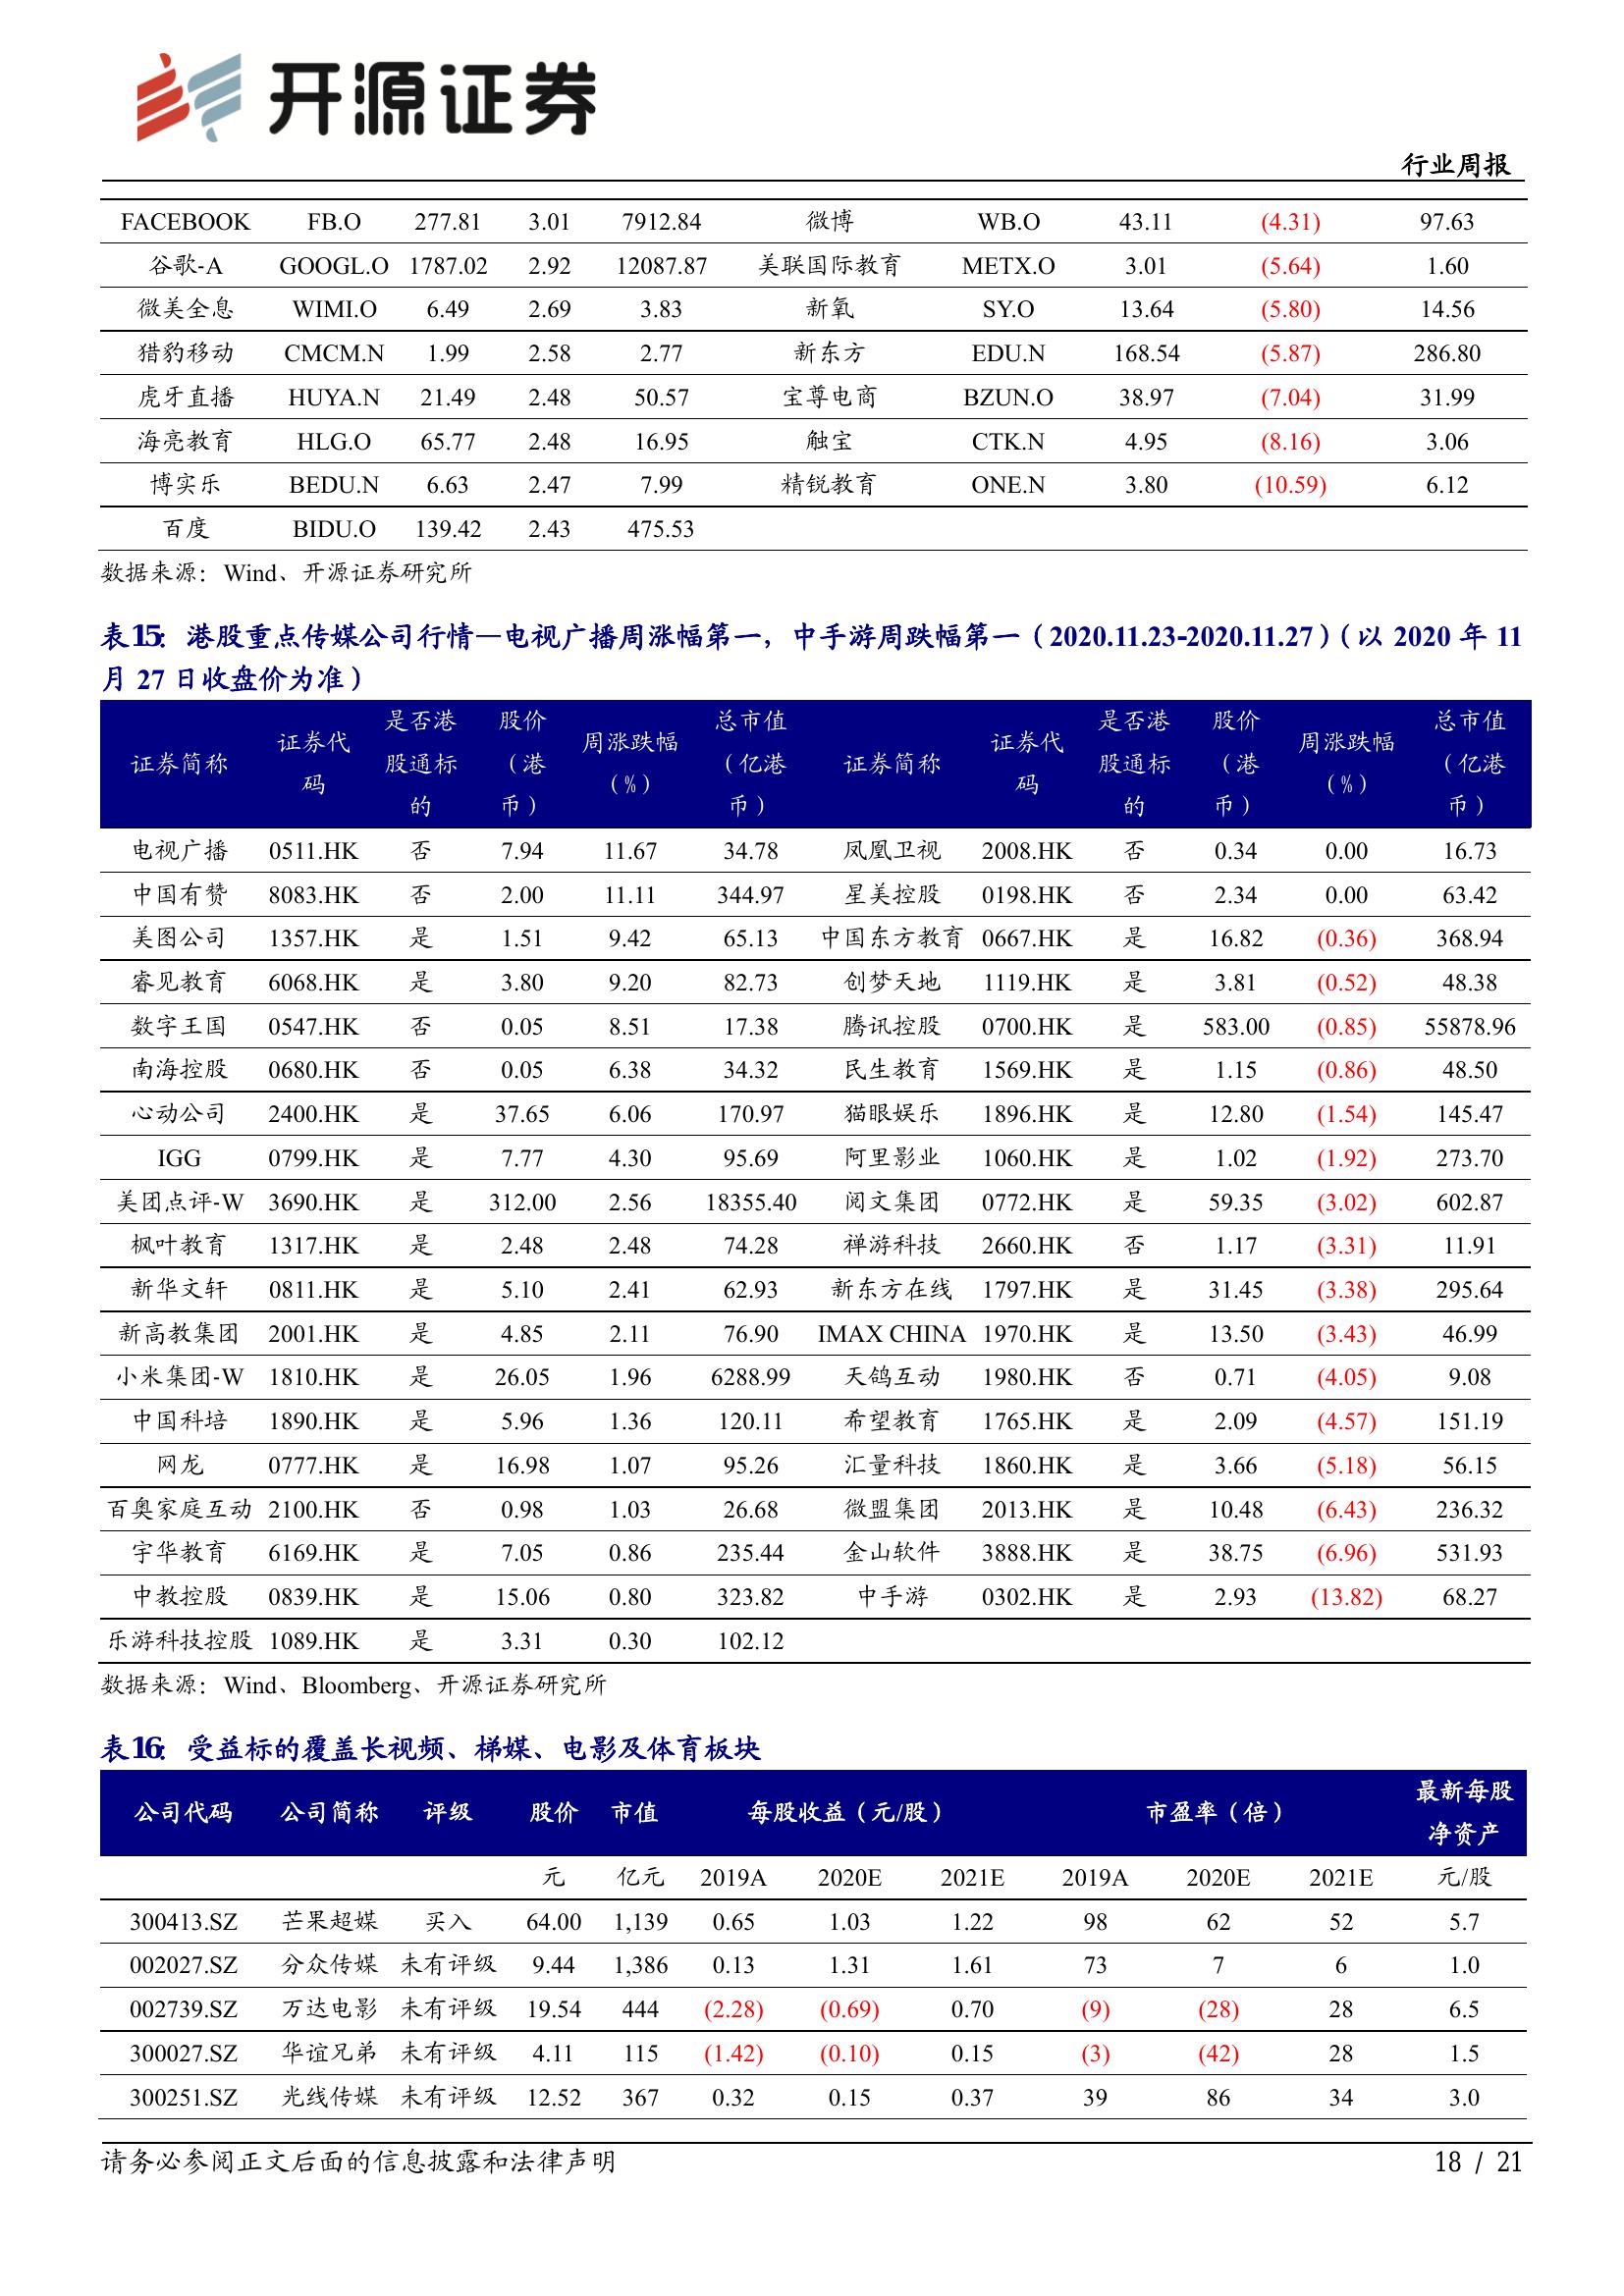 开源证券
行业周报
FACEBOOK FB.O 277.81 3.01 7912.84 微博 WB.O 43.11 (4.31) 97.63
谷歌-A GOOGL.O 1787.02 2.92 12087.87 美联国际教育 METX.O 3.01 (5.64) 1.60
微美全息 WIMI.O 6.49 2.69 3.83 新氧 SY.O 13.64 (5.80) 14.56
猎豹移动 CMCM.N 1.99 2.58 2.77 新东方 EDU.N 168.54 (5.87) 286.80
虎牙直播 HUYA.N 21.49 2.48 50.57 宝尊电商 BZUN.O 38.97 (7.04) 31.99
海亮教育 HLG.O 65.77 2.48 16.95 触宝 CTK.N 4.95 (8.16) 3.06
博实乐 BEDU.N 6.63 2.47 7.99 精锐教育 ONE.N 3.80 (10.59) 6.12
百度 BIDU.O 139.42 2.43 475.53
数据来源：Wind、开源证券研究所
表15：港股重点传媒公司行情—电视广播周涨幅第一，中手游周跌幅第一（2020.11.23-2020.11.27）（以 2020 年 11
月 27 日收盘价为准）
证券简称 证券代码 是否港股通标的 股价（港币） 周涨跌幅（%） 总市值（亿港币） 证券简称 证券代码 是否港股通标的 股价（港币） 周涨跌幅（%） 总市值（亿港币）
电视广播 0511.HK 否 7.94 11.67 34.78 凤凰卫视 2008.HK 否 0.34 0.00 16.73
中国有赞 8083.HK 否 2.00 11.11 344.97 星美控股 0198.HK 否 2.34 0.00 63.42
美图公司 1357.HK 是 1.51 9.42 65.13 中国东方教育 0667.HK 是 16.82 (0.36) 368.94
睿见教育 6068.HK 是 3.80 9.20 82.73 创梦天地 1119.HK 是 3.81 (0.52) 48.38
数字王国 0547.HK 否 0.05 8.51 17.38 腾讯控股 0700.HK 是 583.00 (0.85) 55878.96
南海控股 0680.HK 否 0.05 6.38 34.32 民生教育 1569.HK 是 1.15 (0.86) 48.50
心动公司 2400.HK 是 37.65 6.06 170.97 猫眼娱乐 1896.HK 是 12.80 (1.54) 145.47
IGG 0799.HK 是 7.77 4.30 95.69 阿里影业 1060.HK 是 1.02 (1.92) 273.70
美团点评-W 3690.HK 是 312.00 2.56 18355.40 阅文集团 0772.HK 是 59.35 (3.02) 602.87
枫叶教育 1317.HK 是 2.48 2.48 74.28 禅游科技 2660.HK 否 1.17 (3.31) 11.91
新华文轩 0811.HK 是 5.10 2.41 62.93 新东方在线 1797.HK 是 31.45 (3.38) 295.64
新高教集团 2001.HK 是 4.85 2.11 76.90 IMAX CHINA 1970.HK 是 13.50 (3.43) 46.99
小米集团-W 1810.HK 是 26.05 1.96 6288.99 天鸽互动 1980.HK 否 0.71 (4.05) 9.08
中国科培 1890.HK 是 5.96 1.36 120.11 希望教育 1765.HK 是 2.09 (4.57) 151.19
网龙 0777.HK 是 16.98 1.07 95.26 汇量科技 1860.HK 是 3.66 (5.18) 56.15
百奥家庭互动 2100.HK 否 0.98 1.03 26.68 微盟集团 2013.HK 是 10.48 (6.43) 236.32
宇华教育 6169.HK 是 7.05 0.86 235.44 金山软件 3888.HK 是 38.75 (6.96) 531.93
中教控股 0839.HK 是 15.06 0.80 323.82 中手游 0302.HK 是 2.93 (13.82) 68.27
乐游科技控股 1089.HK 是 3.31 0.30 102.12
数据来源：Wind、Bloomberg、开源证券研究所
表16：受益标的覆盖长视频、梯媒、电影及体育板块
公司代码 公司简称 评级 股价 市值 每股收益（元/股） 市盈率（倍） 最新每股净资产
元 亿元 2019A 2020E 2021E 2019A 2020E 2021E 元/股
300413.SZ 芒果超媒 买入 64.00 1,139 0.65 1.03 1.22 98 62 52 5.7
002027.SZ 分众传媒 未有评级 9.44 1,386 0.13 1.31 1.61 73 7 6 1.0
002739.SZ 万达电影 未有评级 19.54 444 (2.28) (0.69) 0.70 (9) (28) 28 6.5
300027.SZ 华谊兄弟 未有评级 4.11 115 (1.42) (0.10) 0.15 (3) (42) 28 1.5
300251.SZ 光线传媒 未有评级 12.52 367 0.32 0.15 0.37 39 86 34 3.0
请务必参阅正文后面的信息披露和法律声明
18 / 21